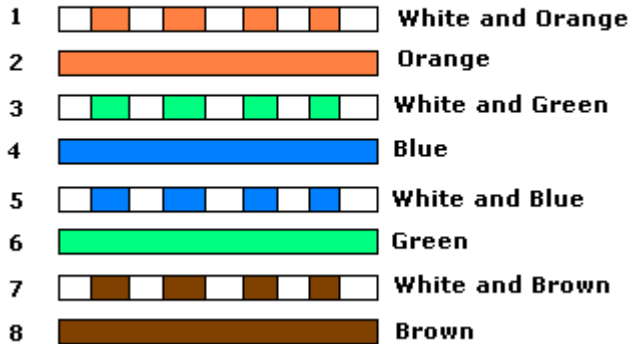 1 White and Orange
2 Orange
3 White and Green
4 Blue
5 White and Blue
6 Green
7 White and Brown
8 Brown